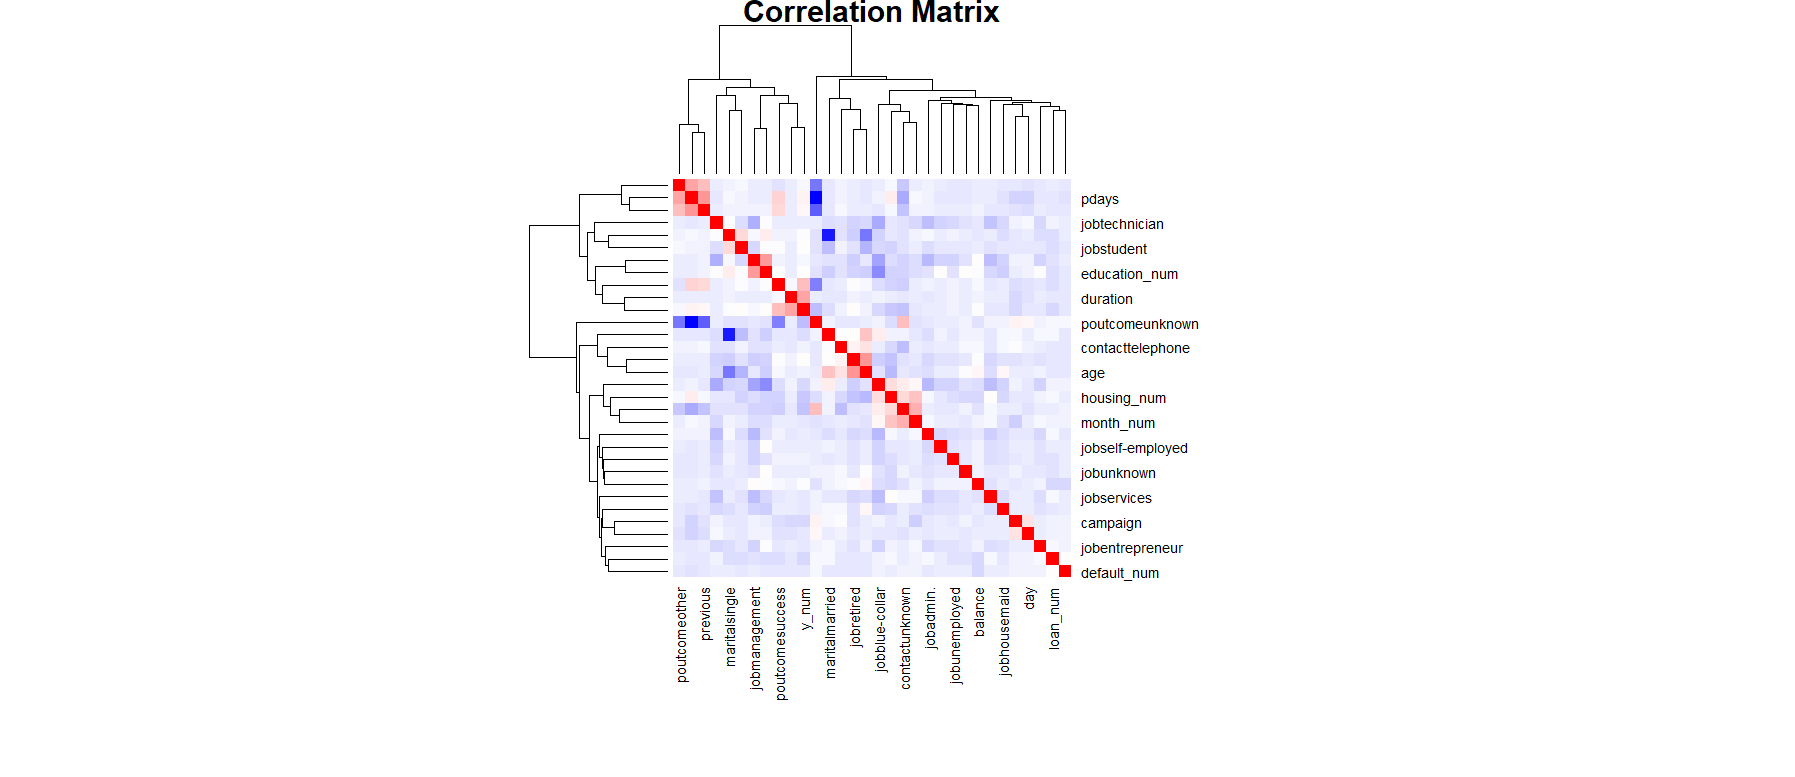 Correlation Matrix
pdays
jobtechnician
jobstudent
education_num
duration
poutcomeunknown
contacttelephone
age
housing_num
month_num
jobself-employed
jobunknown
jobservices
campaign
jobentrepreneur
default_num
poutcomeother
previous
maritalsingle
jobmanagement
poutcomesuccess
y_num
maritalmarried
jobretired
jobblue-collar
contactunknown
jobadmin.
jobunemployed
balance
jobhousemaid
day
loan_num